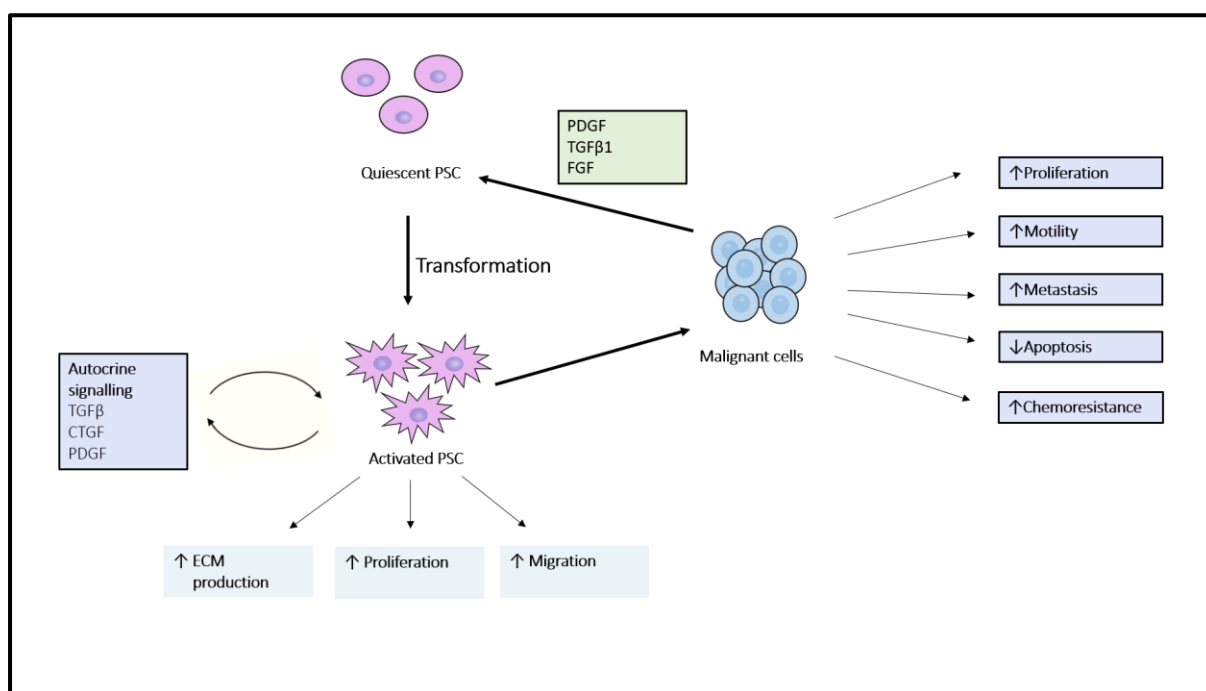 PDGF
TGFβ1
FGF
Quiescent PSC
↑Proliferation
↑Motility
Transformation
↑Metastasis
Malignant cells
↓Apoptosis
Autocrine
signalling
TGFβ
CTGF
PDGF
↑Chemoresistance
Activated PSC
↑ ECM
production
↑ Proliferation
↑ Migration